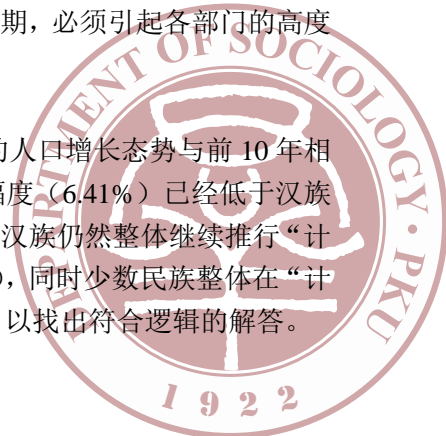 期，必须引起各部门的高度
的人口增长态势与前 10 年相
幅度（6.41%）已经低于汉族
汉族仍然整体继续推行“计
），同时少数民族整体在“计
以找出符合逻辑的解答。
DEPARTMENT OF SOCIOLOGY · PKU
1922